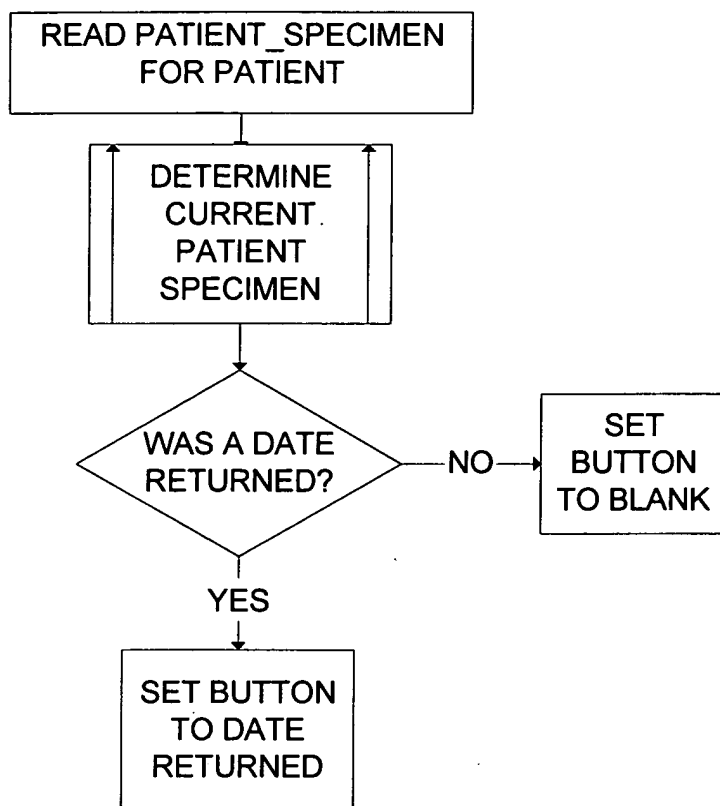 READ PATIENT_SPECIMEN
FOR PATIENT
DETERMINE
CURRENT
PATIENT
SPECIMEN
WAS A DATE
RETURNED?
NO
SET
BUTTON
TO BLANK
YES
SET BUTTON
TO DATE
RETURNED